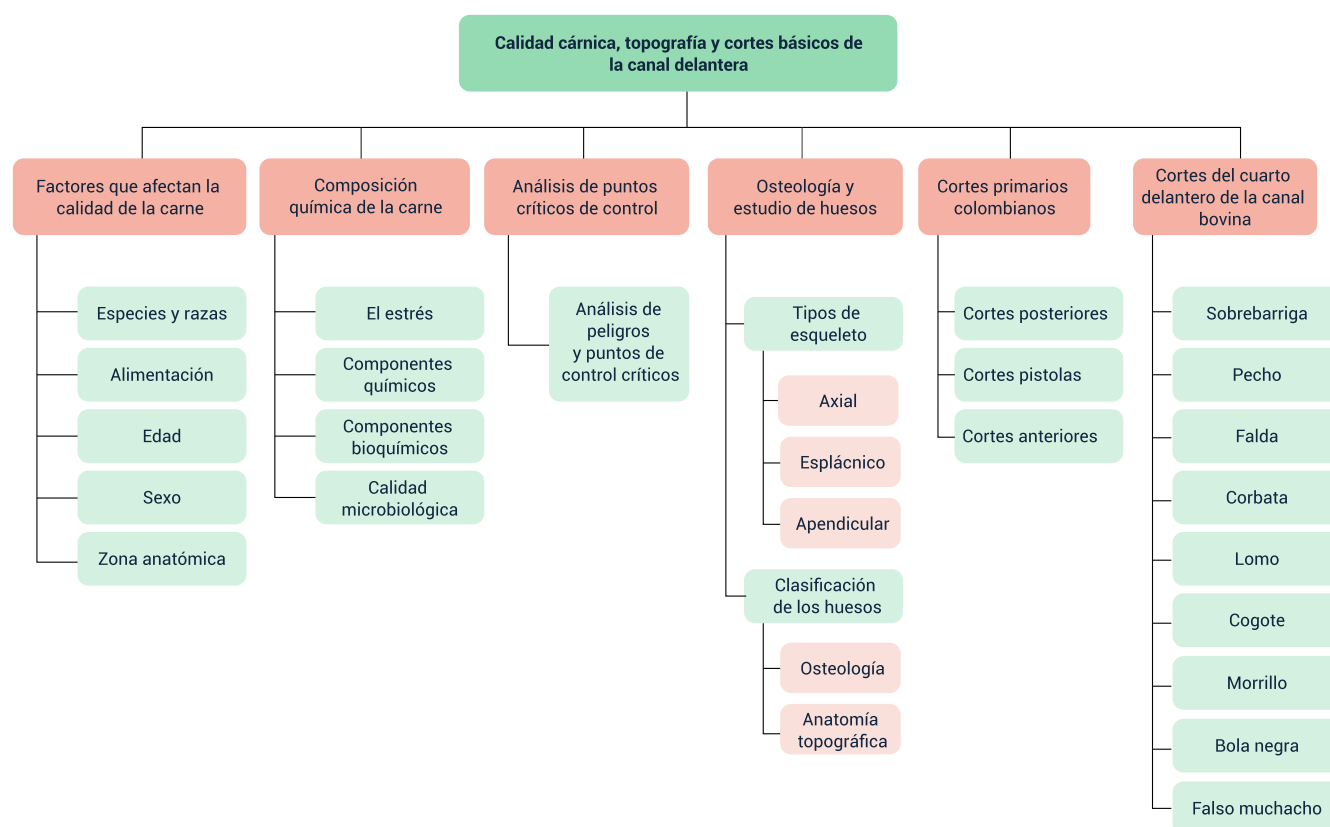 Calidad cárnica, topografía y cortes básicos de
la canal delantera
Factores que afectan la
calidad de la carne
Especies y razas
Alimentación
Edad
Sexo
Zona anatómica
Composición
química de la carne
El estrés
Componentes
químicos
Componentes
bioquímicos
Calidad
microbiológica
Análisis de puntos
críticos de control
Análisis de
peligros
y puntos de
control críticos
Osteología y
estudio de huesos
Tipos de
esqueleto
Axial
Esplácnico
Apendicular
Clasificación
de los huesos
Osteología
Anatomía
topográfica
Cortes primarios
colombianos
Cortes posteriores
Cortes pistolas
Cortes anteriores
Cortes del cuarto
delantero de la canal
bovina
Sobrebarriga
Pecho
Falda
Corbata
Lomo
Cogote
Morrillo
Bola negra
Falso muchacho